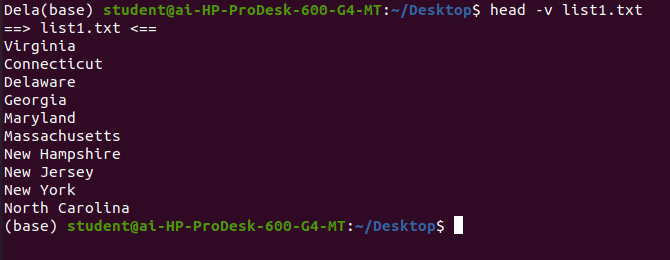 Dela(base) student@ai-HP-ProDesk-600-G4-MT:~/Desktop$ head -v list1.txt
==> list1.txt <==
Virginia
Connecticut
Delaware
Georgia
Maryland
Massachusetts
New Hampshire
New Jersey
New York
North Carolina
(base) student@ai-HP-ProDesk-600-G4-MT:~/Desktop$